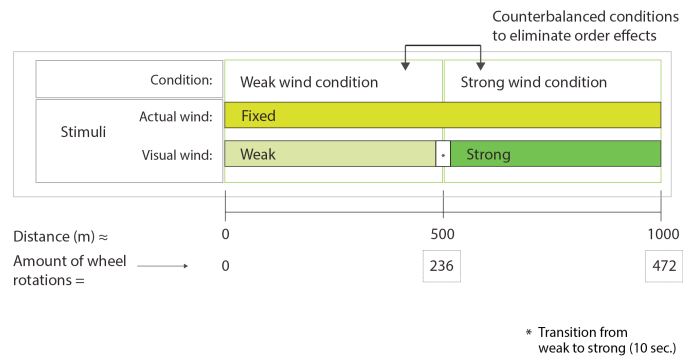 Counterbalanced conditions
to eliminate order effects
Condition: Weak wind condition Strong wind condition
Stimuli
Actual wind: Fixed
Visual wind: Weak * Strong
Distance (m) ≈ 0 500 1000
Amount of wheel
rotations = 0 236 472
* Transition from
weak to strong (10 sec.)